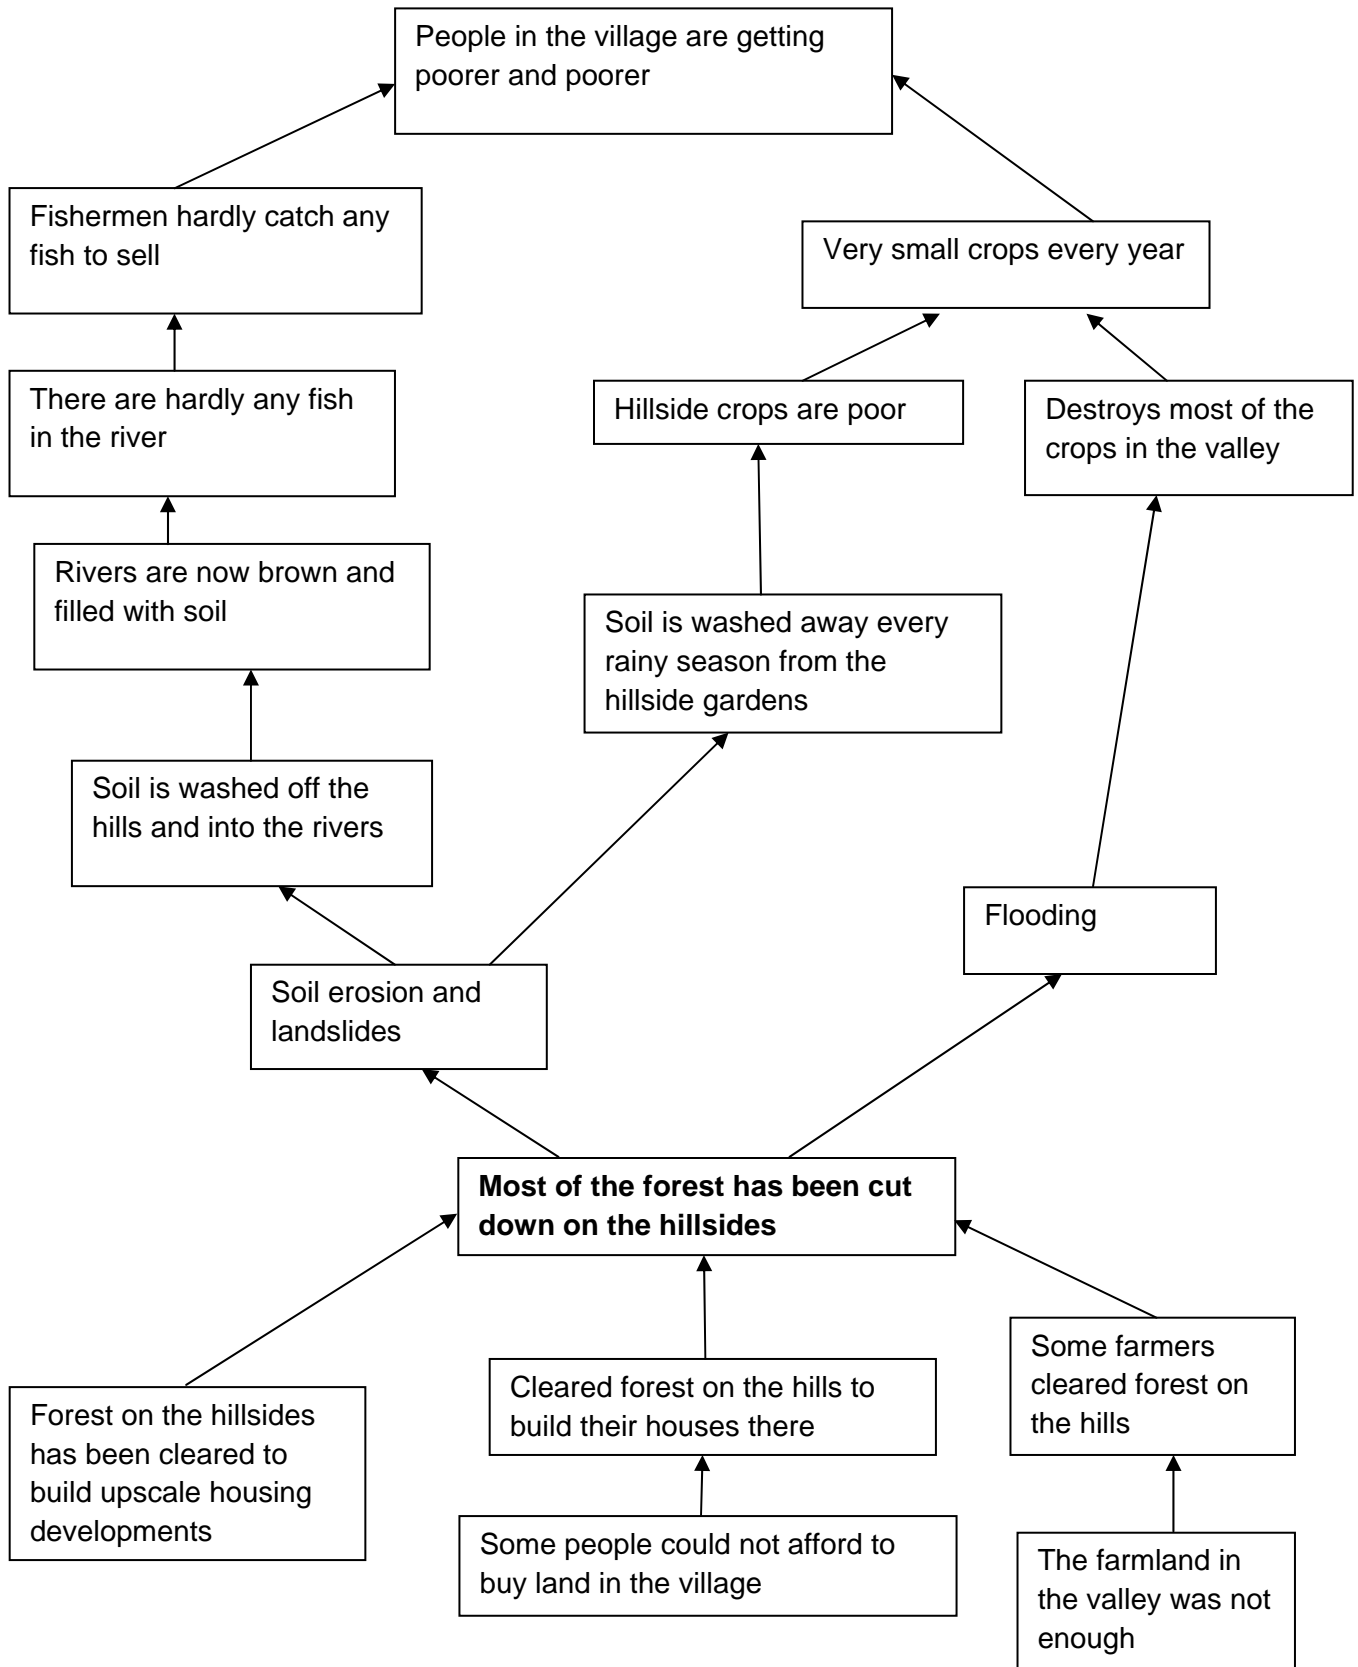 People in the village are getting
poorer and poorer
Fishermen hardly catch any
fish to sell
Very small crops every year
There are hardly any fish
in the river
Hillside crops are poor
Destroys most of the
crops in the valley
Rivers are now brown and
filled with soil
Soil is washed away every
rainy season from the
hillside gardens
Soil is washed off the
hills and into the rivers
Flooding
Soil erosion and
landslides
Most of the forest has been cut
down on the hillsides
Forest on the hillsides
has been cleared to
build upscale housing
developments
Cleared forest on the hills to
build their houses there
Some farmers
cleared forest on
the hills
Some people could not afford to
buy land in the village
The farmland in
the valley was not
enough